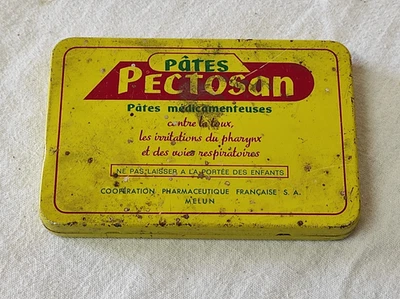 PÂTES
PECTOSAN
Pâtes médicamenteuses
contre la toux,
les irritations du pharynx
et des voies respiratoires
NE PAS LAISSER A LA PORTÉE DES ENFANTS
COOPÉRATION PHARMACEUTIQUE FRANÇAISE S. A.
MELUN